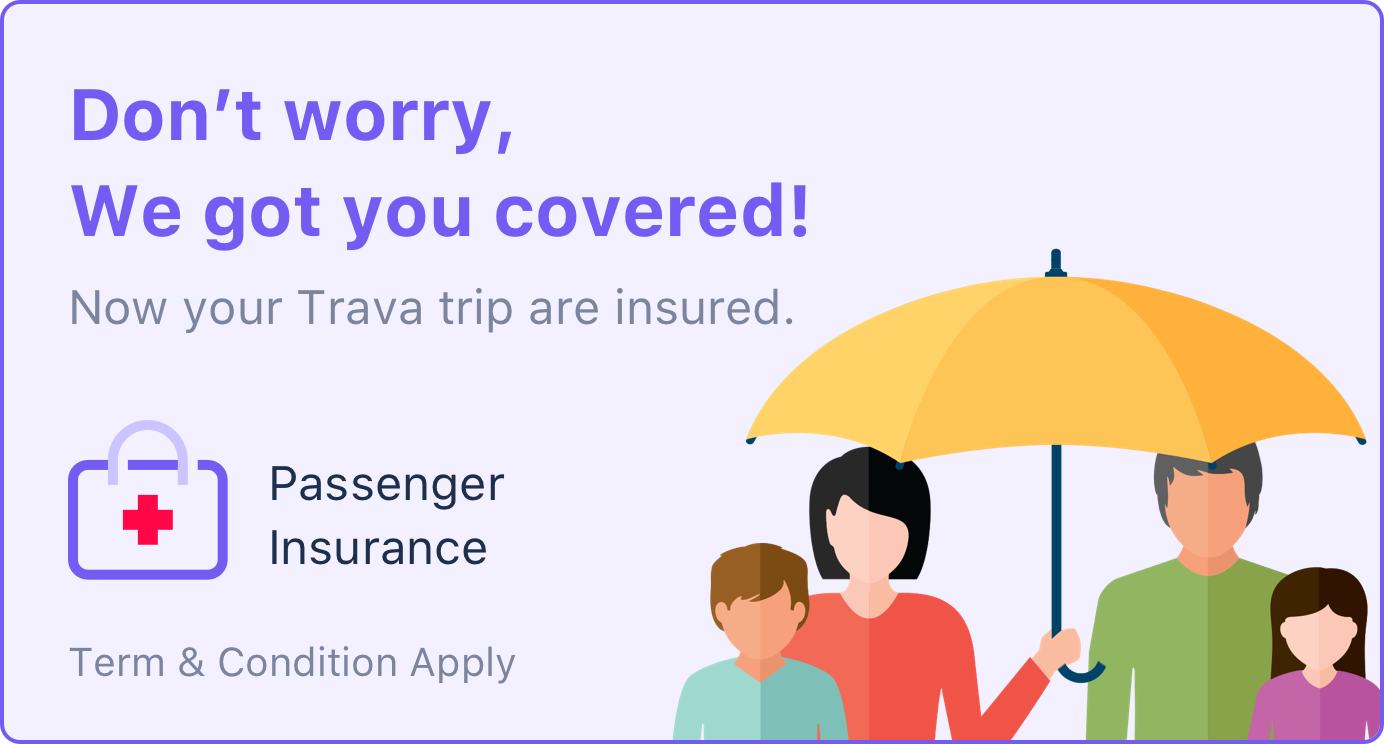 Don’t worry,
We got you covered!
Now your Trava trip are insured.
Passenger
Insurance
Term & Condition Apply